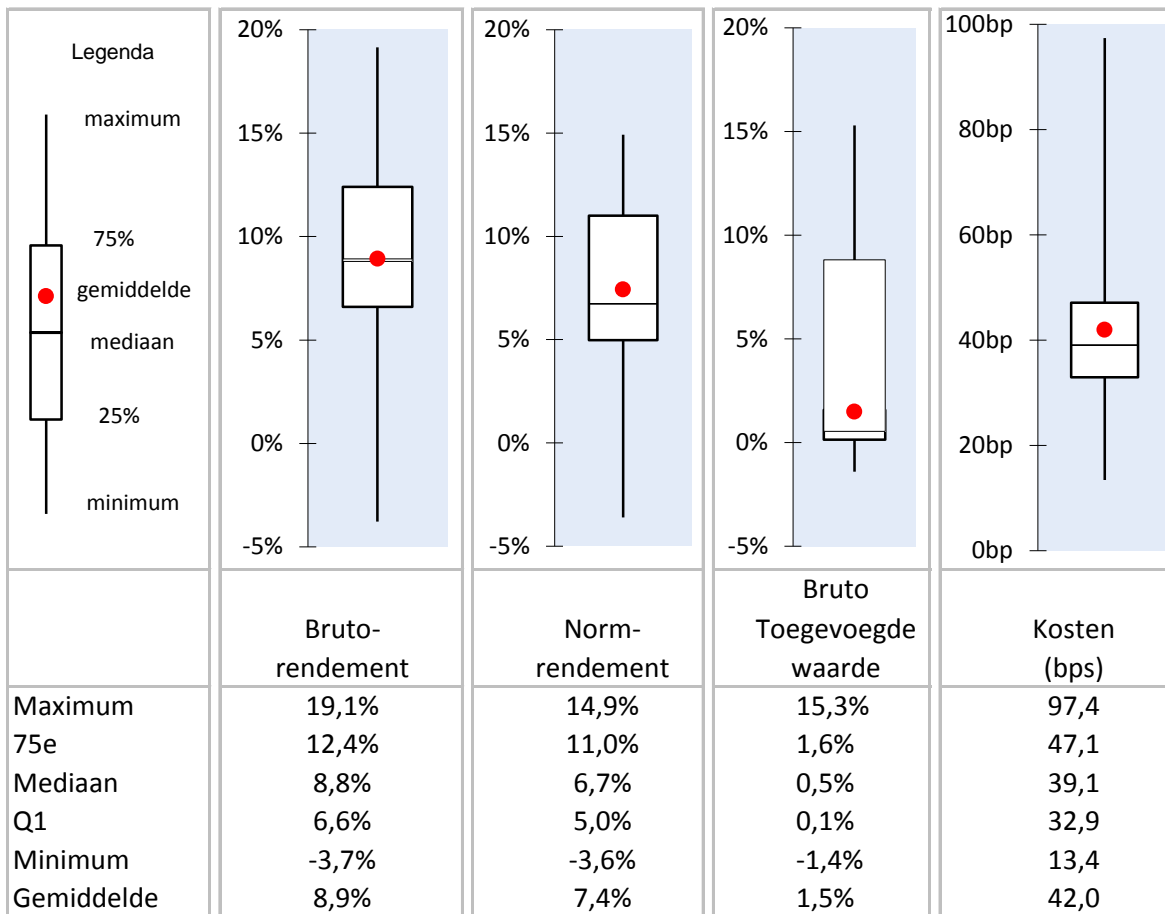 Legenda
maximum
75%
gemiddelde
mediaan
25%
minimum
20%
15%
10%
5%
0%
-5%
20%
15%
10%
5%
0%
-5%
20%
15%
10%
5%
0%
-5%
100bp
80bp
60bp
40bp
20bp
0bp
Bruto-
rendement
Norm-
rendement
Bruto
Toegevoegde
waarde
Kosten
(bps)
Maximum 19,1% 14,9% 15,3% 97,4
75e 12,4% 11,0% 1,6% 47,1
Mediaan 8,8% 6,7% 0,5% 39,1
Q1 6,6% 5,0% 0,1% 32,9
Minimum -3,7% -3,6% -1,4% 13,4
Gemiddelde 8,9% 7,4% 1,5% 42,0